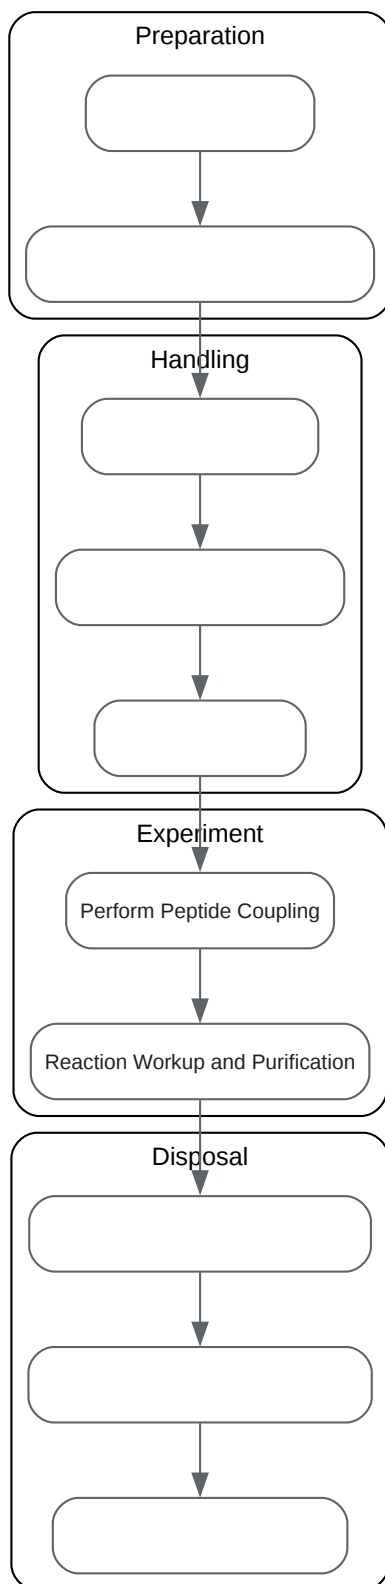 Preparation
Handling
Experiment
Perform Peptide Coupling
Reaction Workup and Purification
Disposal